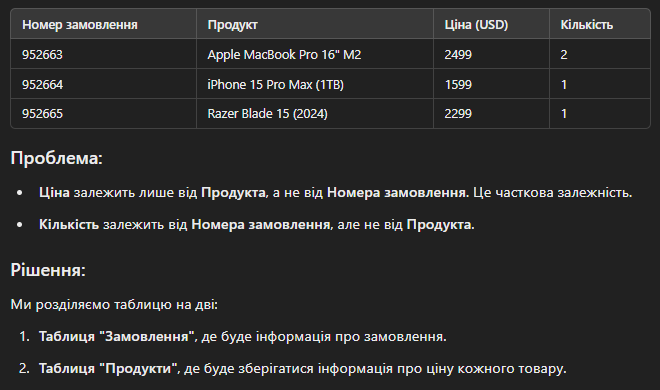 Номер замовлення Продукт Ціна (USD) Кількість
952663 Apple MacBook Pro 16" M2 2499 2
952664 iPhone 15 Pro Max (1TB) 1599 1
952665 Razer Blade 15 (2024) 2299 1
Проблема:
• Ціна залежить лише від Продукта, а не від Номера замовлення. Це часткова залежність.
• Кількість залежить від Номера замовлення, але не від Продукта.
Рішення:
Ми розділяємо таблицю на дві:
1. Таблиця "Замовлення", де буде інформація про замовлення.
2. Таблиця "Продукти", де буде зберігатися інформація про ціну кожного товару.